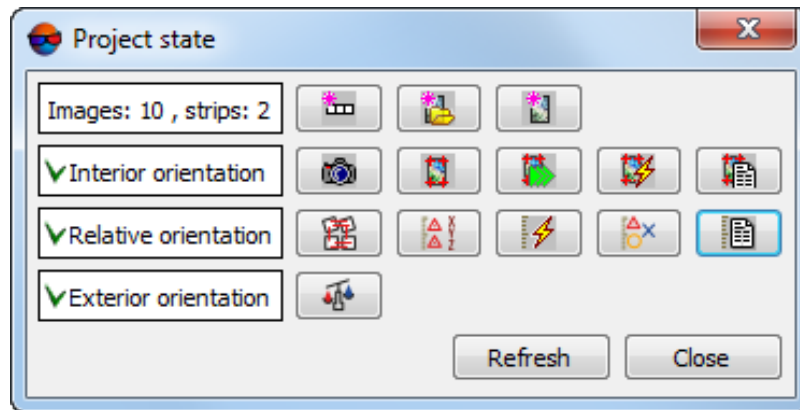 Project state
Images: 10 , strips: 2
Interior orientation
Relative orientation
Exterior orientation
Refresh
Close